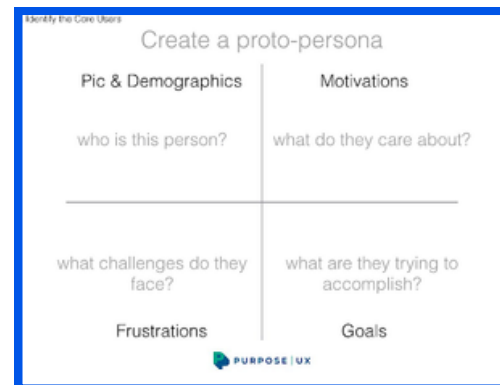 Identify the Core Users
Create a proto-persona
Pic & Demographics
who is this person?
Motivations
what do they care about?
what challenges do they
face?
Frustrations
what are they trying to
accomplish?
Goals
PURPOSE | UX